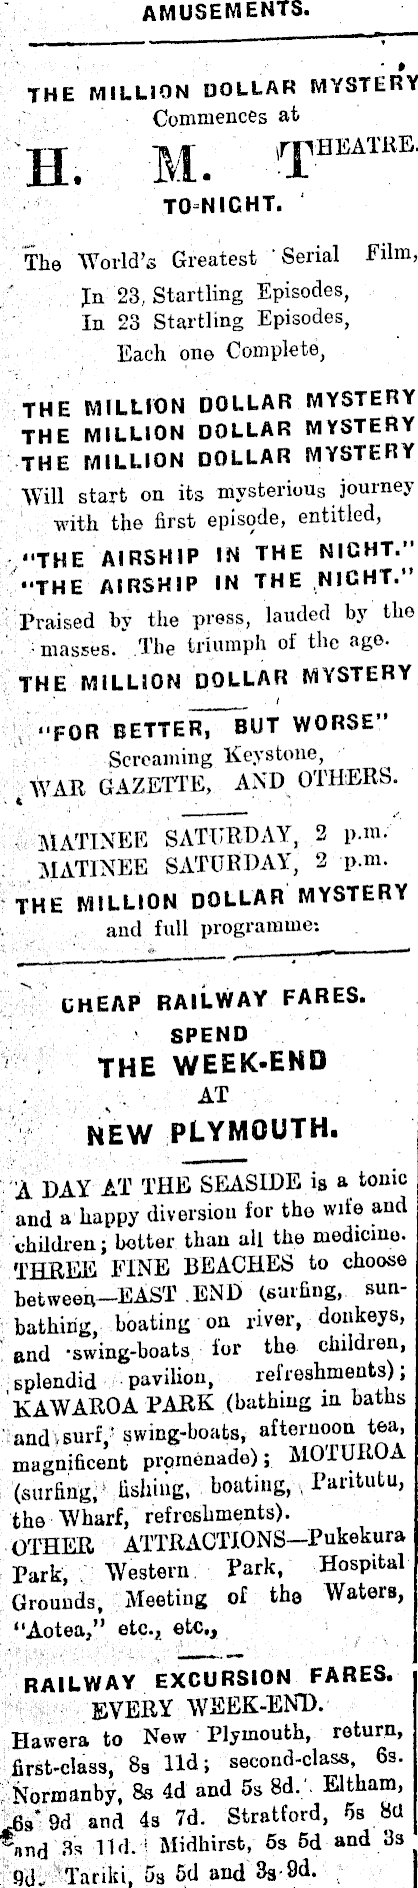 AMUSEMENTS.
THE MILLION DOLLAR MYSTERY
Commences at
H. M. THEATRE.
TO-NIGHT.
The World's Greatest Serial Film,
In 23, Startling Episodes,
In 23 Startling Episodes,
Each one Complete,
THE MILLION DOLLAR MYSTERY
THE MILLION DOLLAR MYSTERY
THE MILLION DOLLAR MYSTERY
Will start on its mysterious journey
with the first episode, entitled,
"THE AIRSHIP IN THE NIGHT."
"THE AIRSHIP IN THE NIGHT."
Praised by the press, lauded by the
masses. The triumph of the age.
THE MILLION DOLLAR MYSTERY
"FOR BETTER, BUT WORSE"
Screaming Keystone,
WAR GAZETTE, AND OTHERS.
MATINEE SATURDAY, 2 p.m.
MATINEE SATURDAY, 2 p.m.
THE MILLION DOLLAR MYSTERY
and full programme:
CHEAP RAILWAY FARES.
SPEND
THE WEEK-END
AT
NEW PLYMOUTH.
A DAY AT THE SEASIDE is a tonic
and a happy diversion for the wife and
children; better than all the medicine.
THREE FINE BEACHES to choose
between—EAST END (surfing, sun-
bathing, boating on river, donkeys,
and swing-boats for the children,
splendid pavilion, refreshments);
KAWAROA PARK (bathing in baths
and surf, swing-boats, afternoon tea,
magnificent promenade); MOTUROA
(surfing, fishing, boating, Paritutu,
the Wharf, refreshments).
OTHER ATTRACTIONS—Pukekura
Park, Western Park, Hospital
Grounds, Meeting of the Waters,
"Aotea," etc., etc.,
RAILWAY EXCURSION FARES.
EVERY WEEK-END.
Hawera to New Plymouth, return,
first-class, 8s 11d; second-class, 6s.
Normanby, 8s 4d and 5s 8d. Eltham,
6s 9d and 4s 7d. Stratford, 5s 8d
and 3s 11d. Midhirst, 5s 5d and 3s
9d. Tariki, 5s 5d and 3s 9d.